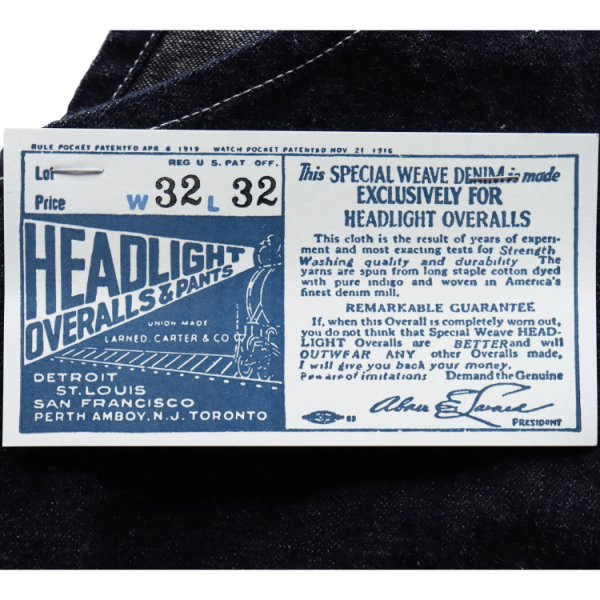 RULE POCKET PATENTED APR 6 1919 WATCH POCKET PATENTED NOV 21 1916
REG U S. PAT OFF.
Lot
Price W 32 L 32
HEADLIGHT
OVERALLS & PANTS
UNION MADE
LARNED, CARTER & CO
DETROIT
ST. LOUIS
SAN FRANCISCO
PERTH AMBOY, N.J. TORONTO
This SPECIAL WEAVE DENIM is made
EXCLUSIVELY FOR
HEADLIGHT OVERALLS
This cloth is the result of years of experi-
ment and most exacting tests for Strength
Washing quality and durability The
yarns are spun from long staple cotton dyed
with pure indigo and woven in America's
finest denim mill.
REMARKABLE GUARANTEE
If, when this Overall is completely worn out,
you do not think that Special Weave HEAD-
LIGHT Overalls are BETTER and will
OUTWEAR ANY other Overalls made,
I will give you back your money.
Beware of imitations Demand the Genuine
PRESIDENT